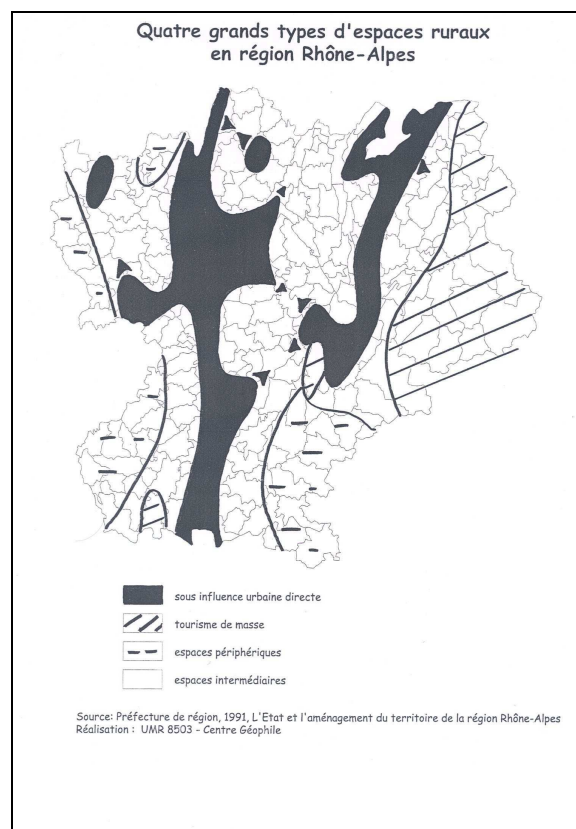 Quatre grands types d'espaces ruraux
en région Rhône-Alpes
sous influence urbaine directe
tourisme de masse
espaces périphériques
espaces intermédiaires
Source: Préfecture de région, 1991, L'Etat et l'aménagement du territoire de la région Rhône-Alpes
Réalisation : UMR 8503 - Centre Géophile